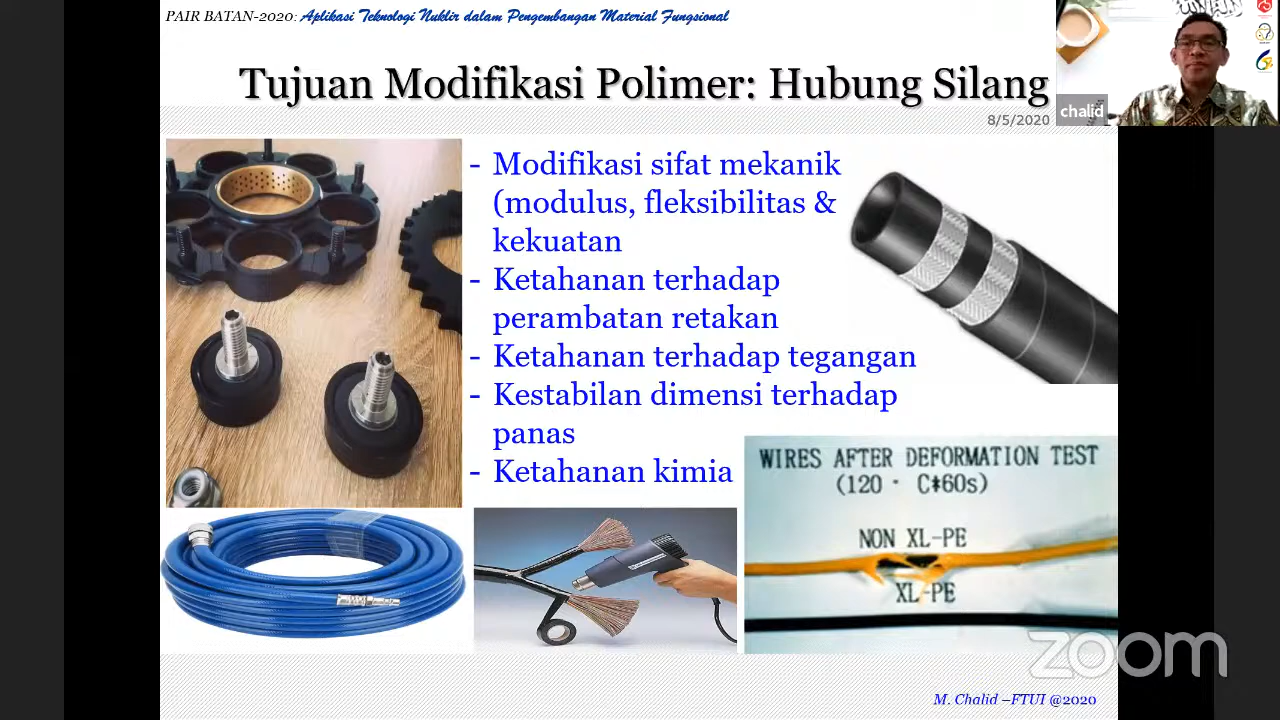 PAIR BATAN-2020: Aplikasi Teknologi Nuklir dalam Pengembangan Material Fungsional
Tujuan Modifikasi Polimer: Hubung Silang
8/5/2020
chalid
- Modifikasi sifat mekanik
(modulus, fleksibilitas &
kekuatan
- Ketahanan terhadap
perambatan retakan
- Ketahanan terhadap tegangan
- Kestabilan dimensi terhadap
panas
- Ketahanan kimia
WIRES AFTER DEFORMATION TEST
(120 · C*60s)
NON XL-PE
XL-PE
zoom
M. Chalid –FTUI @2020